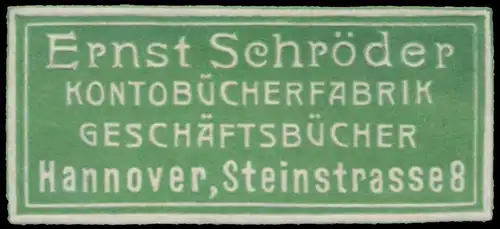 Ernst Schröder
KONTOBÜCHERFABRIK
GESCHÄFTSBÜCHER
Hannover, Steinstrasse 8